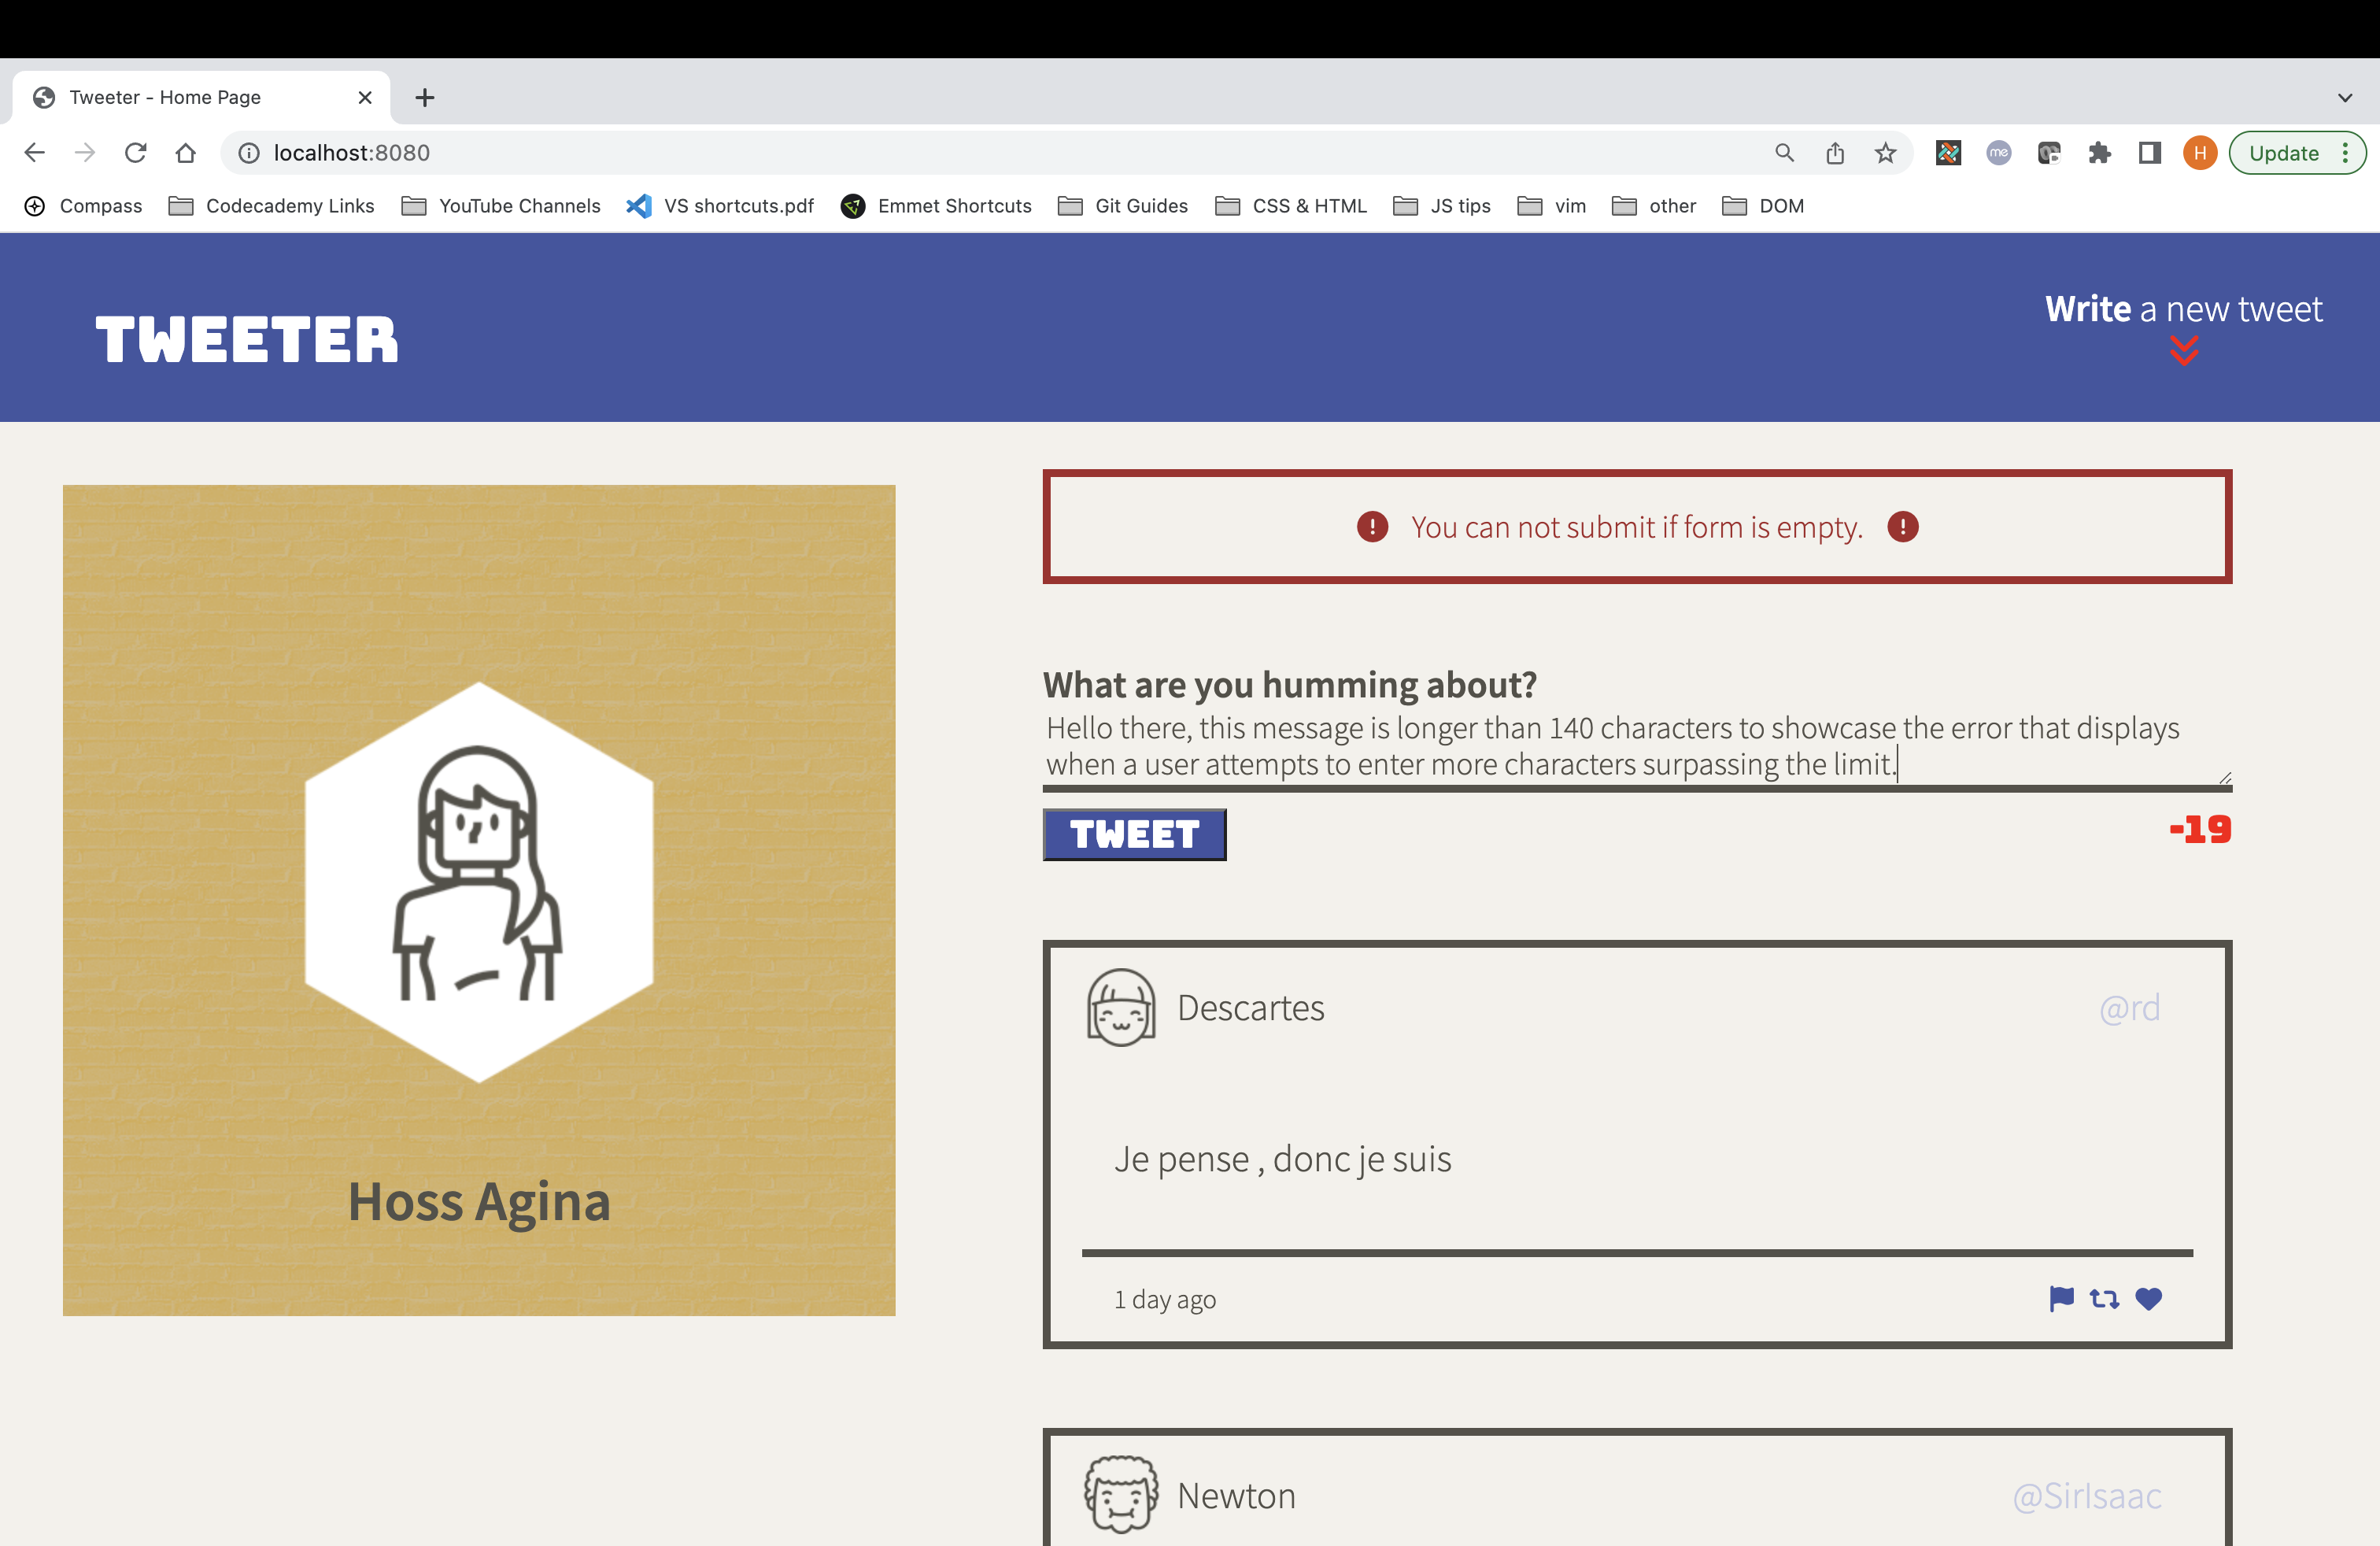 Tweeter - Home Page
localhost:8080
me
H
Update
Compass
Codecademy Links
YouTube Channels
VS shortcuts.pdf
Emmet Shortcuts
Git Guides
CSS & HTML
JS tips
vim
other
DOM
TWEETER
Write a new tweet
You can not submit if form is empty.
What are you humming about?
Hello there, this message is longer than 140 characters to showcase the error that displays
when a user attempts to enter more characters surpassing the limit.
TWEET
-19
Hoss Agina
Descartes
@rd
Je pense , donc je suis
1 day ago
Newton
@SirIsaac